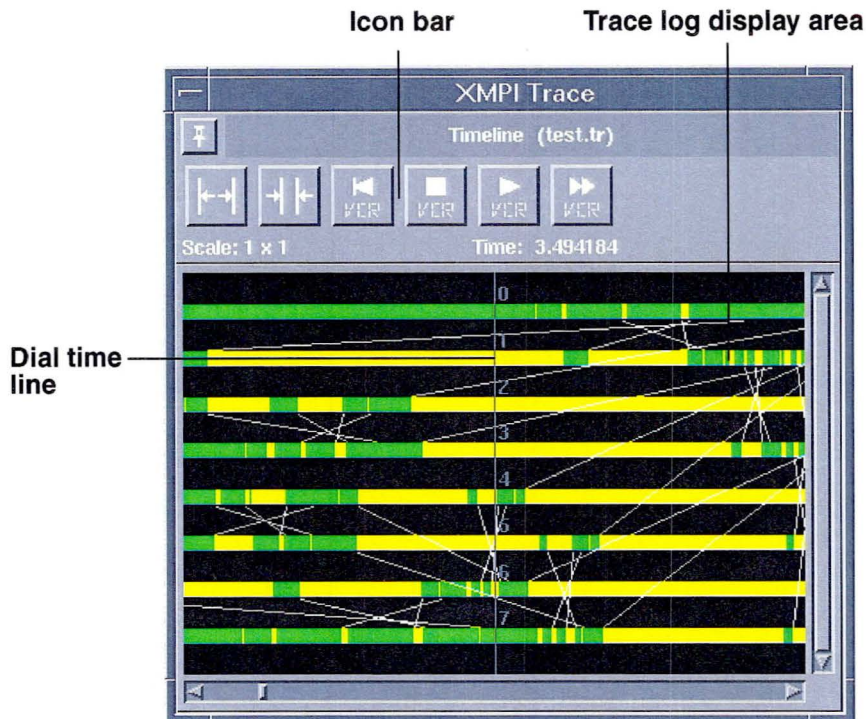 Icon bar
Trace log display area
XMPI Trace
Timeline (test.tr)
VCR
VCR
VCR
VCR
Scale: 1 x 1
Time: 3.494184
0
1
Dial time
line
2
3
4
5
6
7